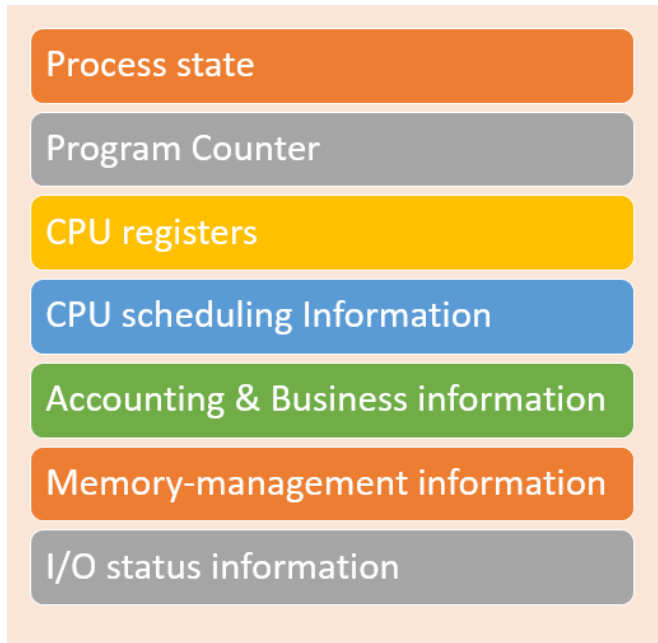 Process state
Program Counter
CPU registers
CPU scheduling Information
Accounting & Business information
Memory-management information
I/O status information